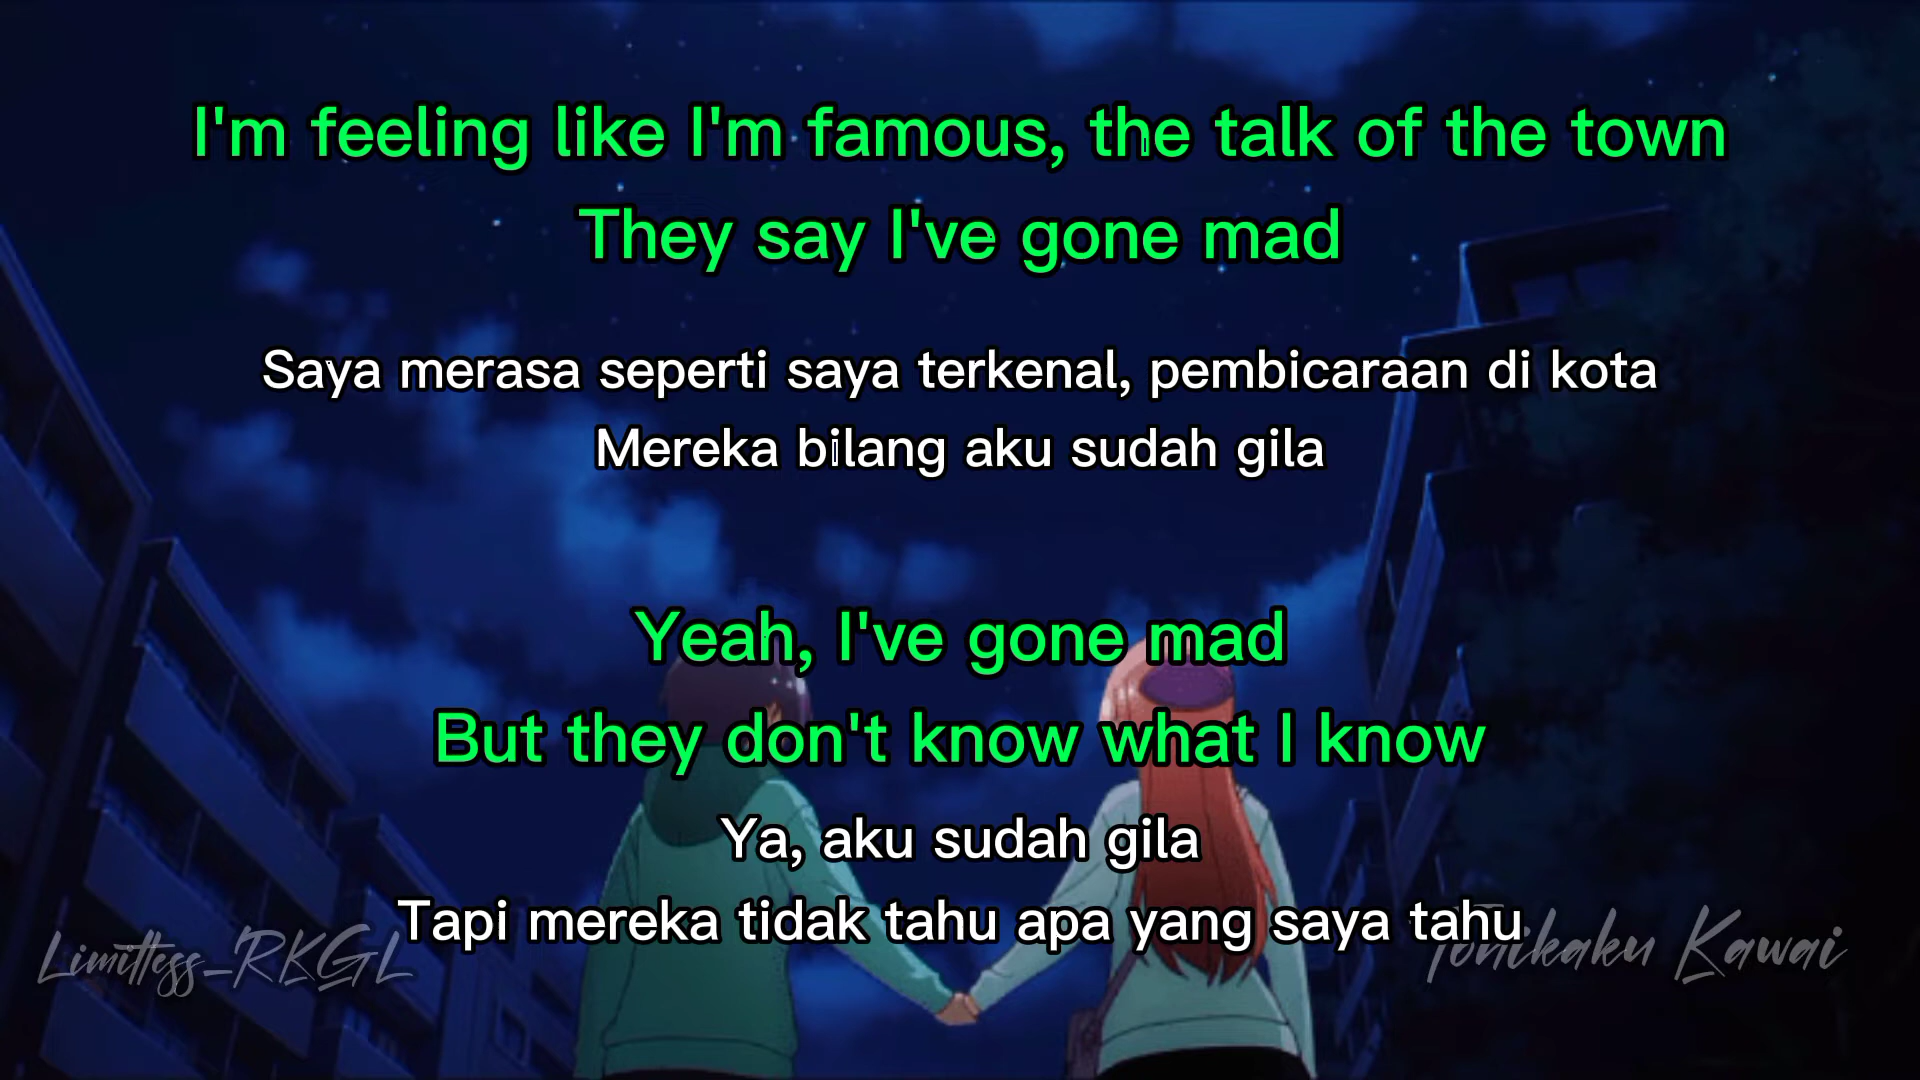 I'm feeling like I'm famous, the talk of the town
They say I've gone mad
Saya merasa seperti saya terkenal, pembicaraan di kota
Mereka bilang aku sudah gila
Yeah, I've gone mad
But they don't know what I know
Ya, aku sudah gila
Tapi mereka tidak tahu apa yang saya tahu
Limitless_RKGL
Tonikaku Kawai